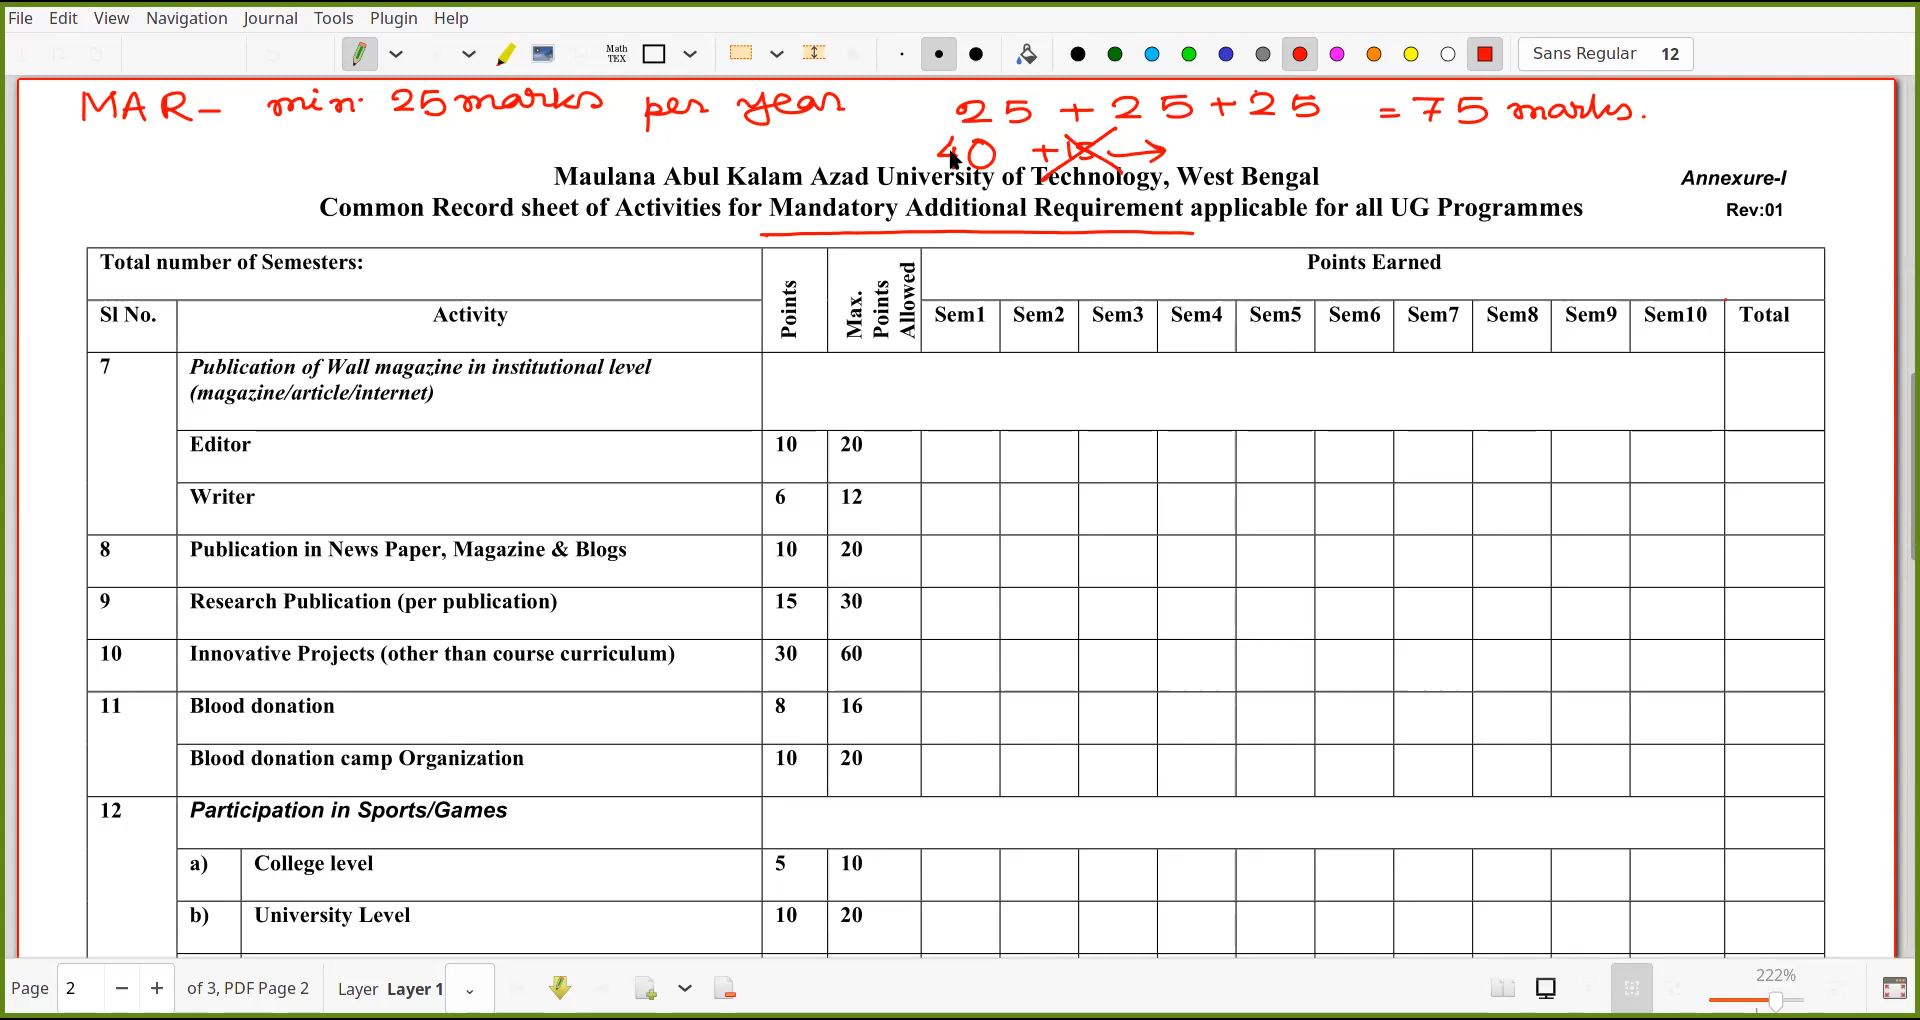 File Edit View Navigation Journal Tools Plugin Help
Math TEX Sans Regular 12
MAR- min. 25 marks per year 25 + 25 + 25 = 75 marks.
40 + 15 →
Maulana Abul Kalam Azad University of Technology, West Bengal
Annexure-I
Common Record sheet of Activities for Mandatory Additional Requirement applicable for all UG Programmes
Rev:01
Total number of Semesters: Points Max. Points Allowed Points Earned
Sl No. Activity Sem1 Sem2 Sem3 Sem4 Sem5 Sem6 Sem7 Sem8 Sem9 Sem10 Total
7 Publication of Wall magazine in institutional level
(magazine/article/internet)
Editor 10 20
Writer 6 12
8 Publication in News Paper, Magazine & Blogs 10 20
9 Research Publication (per publication) 15 30
10 Innovative Projects (other than course curriculum) 30 60
11 Blood donation 8 16
Blood donation camp Organization 10 20
12 Participation in Sports/Games
a) College level 5 10
b) University Level 10 20
Page 2 of 3, PDF Page 2 Layer Layer 1 222%